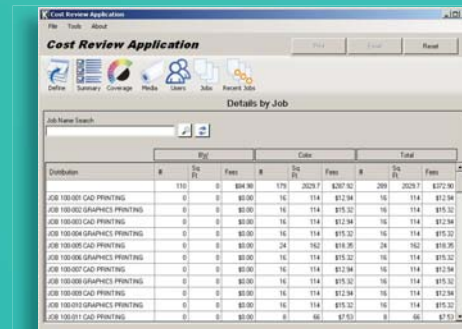 Cost Review Application
File Tools About
Cost Review Application
Print Email Reset
Define Summary Coverage Media Users Jobs Recent Jobs
Details by Job
Job Name Search
Color Total
Distribution # Sq Ft Fees # Sq Ft Fees # Sq Ft Fees
110 0 $84.98 179 2029.7 $287.92 289 2029.7 $372.90
JOB 100-001 CAD PRINTING 0 0 $0.00 16 114 $12.94 16 114 $12.94
JOB 100-002 GRAPHICS PRINTING 0 0 $0.00 16 114 $15.32 16 114 $15.32
JOB 100-003 CAD PRINTING 0 0 $0.00 16 114 $12.94 16 114 $12.94
JOB 100-004 GRAPHICS PRINTING 0 0 $0.00 16 114 $15.32 16 114 $15.32
JOB 100-005 CAD PRINTING 0 0 $0.00 24 162 $18.35 24 162 $18.35
JOB 100-006 GRAPHICS PRINTING 0 0 $0.00 16 114 $15.32 16 114 $15.32
JOB 100-007 CAD PRINTING 0 0 $0.00 16 114 $12.94 16 114 $12.94
JOB 100-008 GRAPHICS PRINTING 0 0 $0.00 16 114 $15.32 16 114 $15.32
JOB 100-009 CAD PRINTING 0 0 $0.00 16 114 $12.94 16 114 $12.94
JOB 100-010 GRAPHICS PRINTING 0 0 $0.00 16 114 $15.32 16 114 $15.32
JOB 100-011 CAD PRINTING 0 0 $0.00 8 66 $7.53 8 66 $7.53